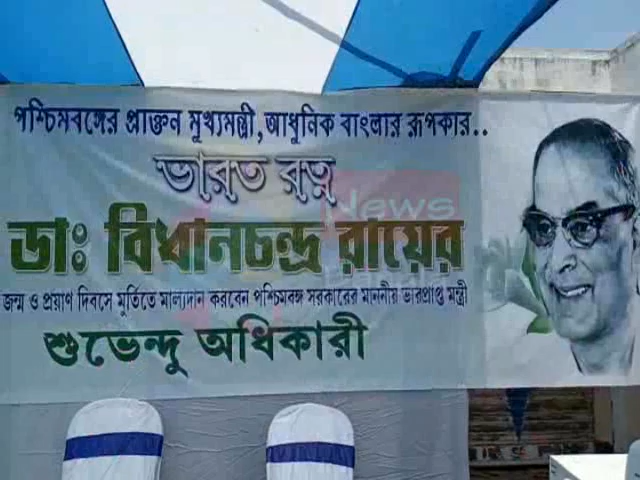 পশ্চিমবঙ্গের প্রাক্তন মুখ্যমন্ত্রী, আধুনিক বাংলার রূপকার..
ভারত রত্ন
News
ডাঃ বিধানচন্দ্র রায়ের
জন্ম ও প্রয়াণ দিবসে মুর্তিতে মাল্যদান করবেন পশ্চিমবঙ্গ সরকারের মাননীয় ভারপ্রাপ্ত মন্ত্রী
শুভেন্দু অধিকারী